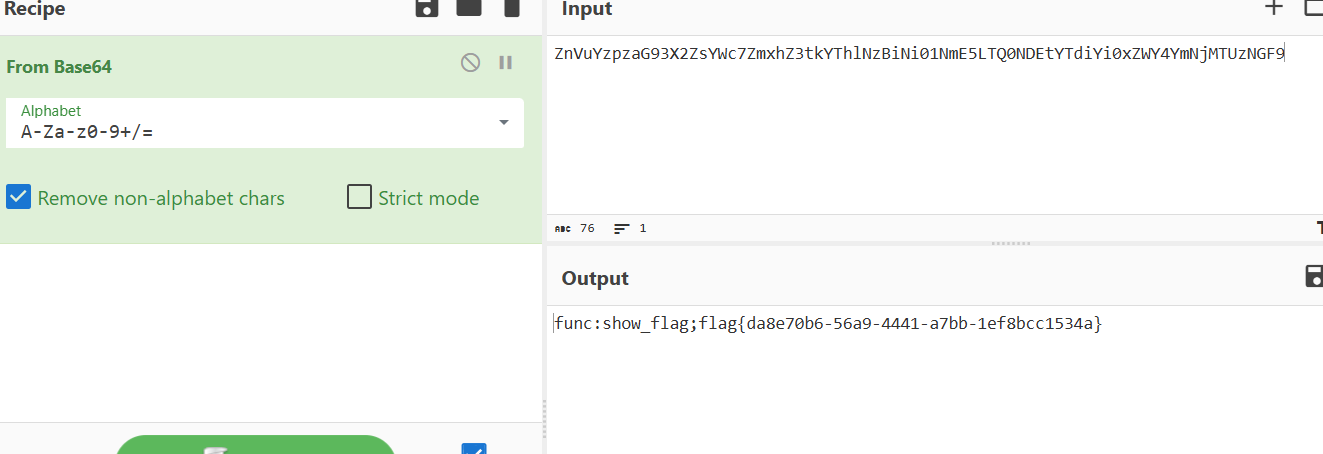 Recipe
From Base64
Alphabet
A-Za-z0-9+/=
Remove non-alphabet chars
Strict mode
Input
ZnVuYzpzaG93X2ZsYWc7ZmxhZ3tkYThlNzBiNi01NmE5LTQ0NDEtYTdiYi0xZWY4YmNjMTUzNGF9
ABC 76 1
Output
func:show_flag;flag{da8e70b6-56a9-4441-a7bb-1ef8bcc1534a}